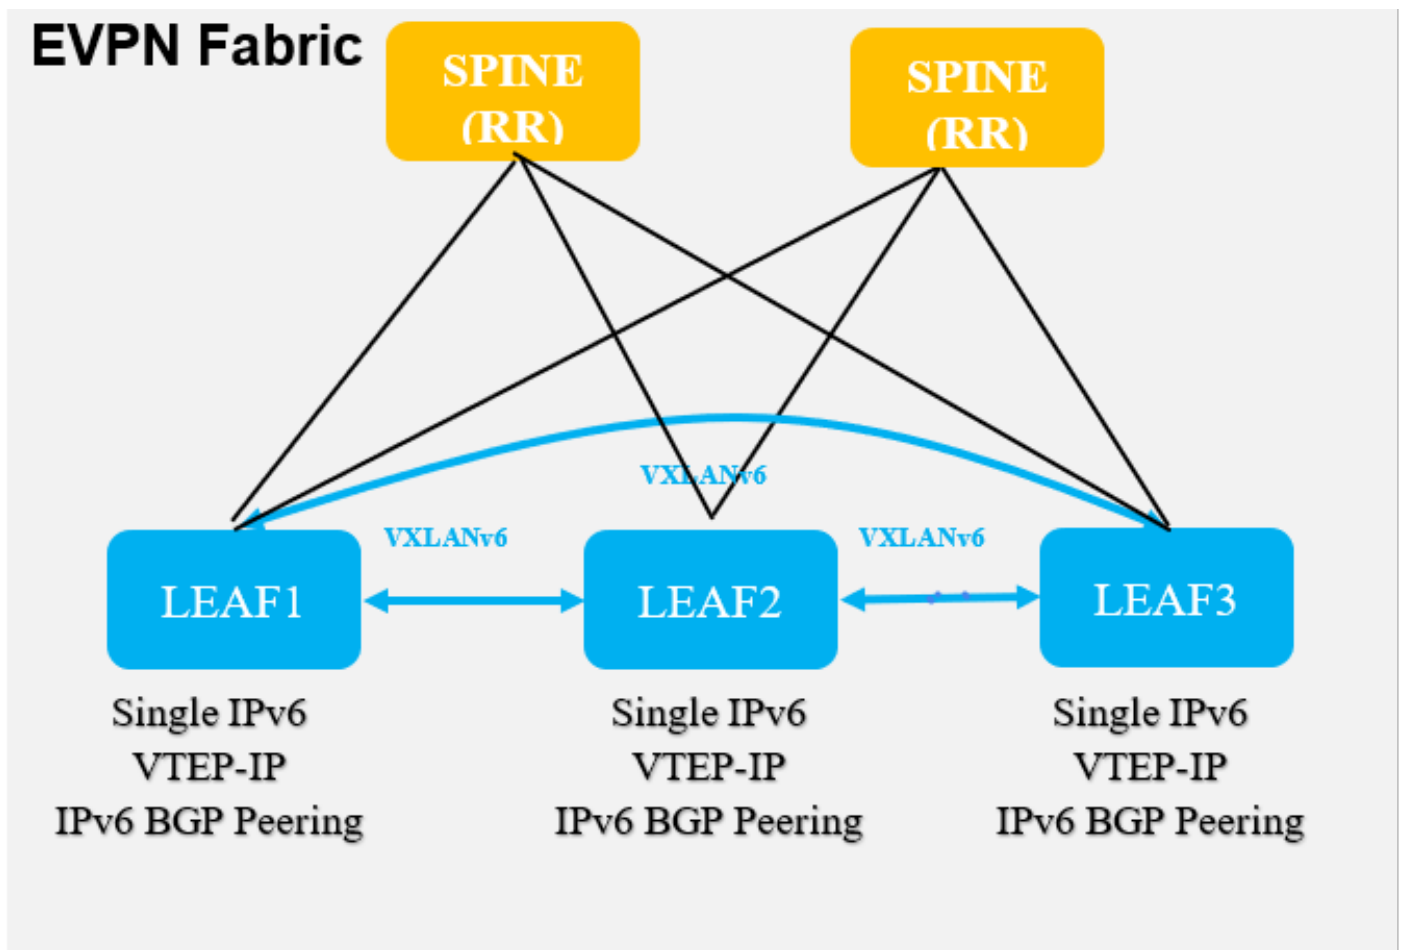 EVPN Fabric
SPINE
(RR)
SPINE
(RR)
VXLANv6
VXLANv6
VXLANv6
LEAF1
LEAF2
LEAF3
Single IPv6
VTEP-IP
IPv6 BGP Peering
Single IPv6
VTEP-IP
IPv6 BGP Peering
Single IPv6
VTEP-IP
IPv6 BGP Peering